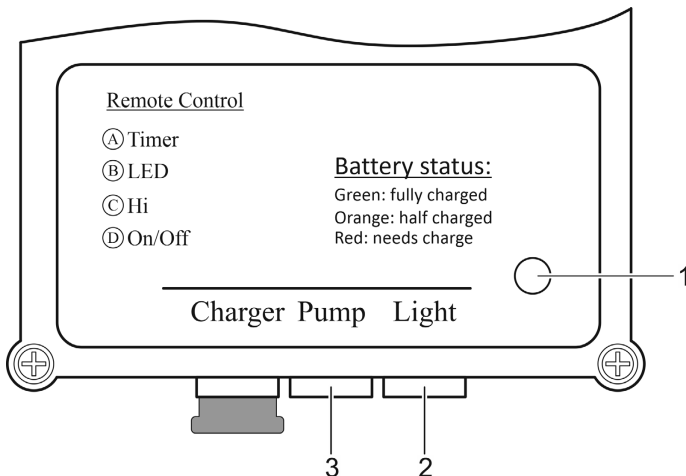 Remote Control
Ⓐ Timer
Ⓑ LED
Ⓒ Hi
Ⓓ On/Off
Battery status:
Green: fully charged
Orange: half charged
Red: needs charge
1
Charger Pump Light
3 2